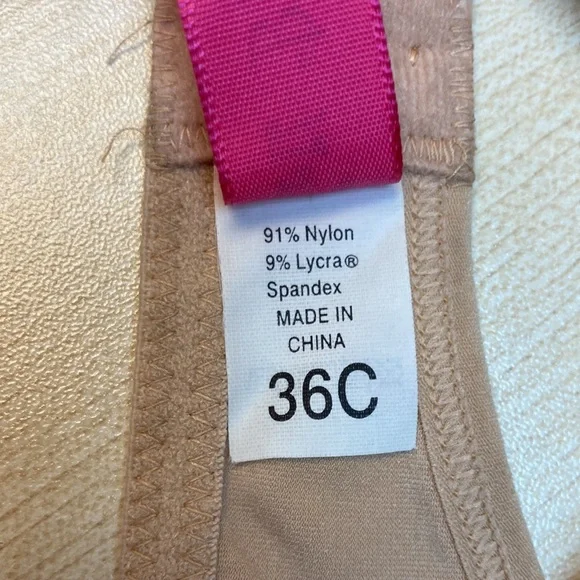 91% Nylon
9% Lycra®
Spandex
MADE IN
CHINA
36C